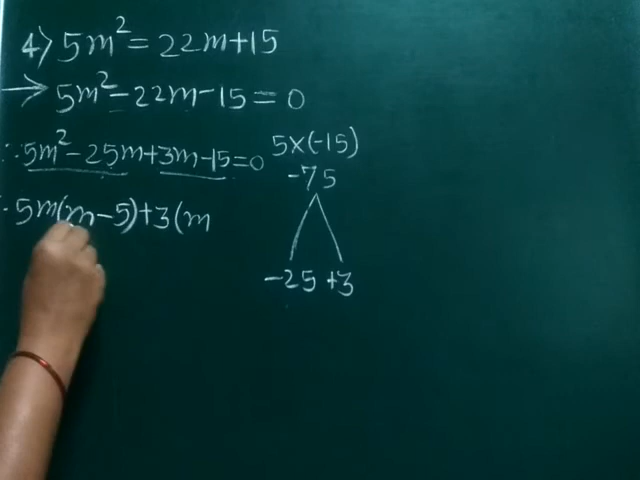 4) 5m² = 22m+15
→ 5m² - 22m - 15 = 0
∴ 5m² - 25m + 3m - 15 = 0
5m(m - 5) + 3(m
5×(-15)
-75
-25 +3